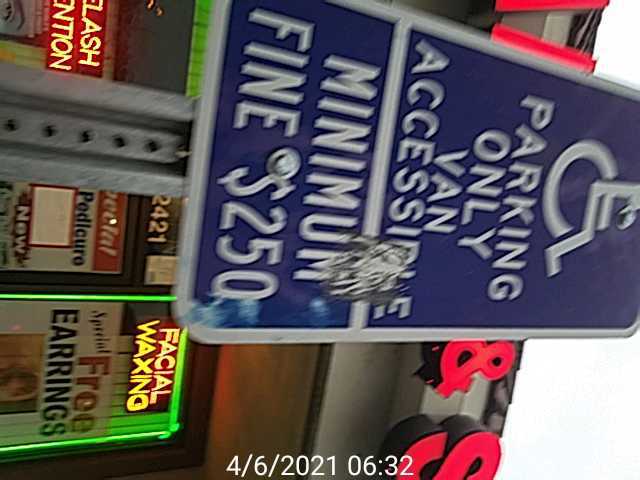 PARKING
ONLY
VAN
ACCESSIBLE
MINIMUM
FINE $250
LASH
2421
Special
Pedicure
New
FACIAL
WAXING
Special
Free
EARRINGS
&
S
4/6/2021 06:32